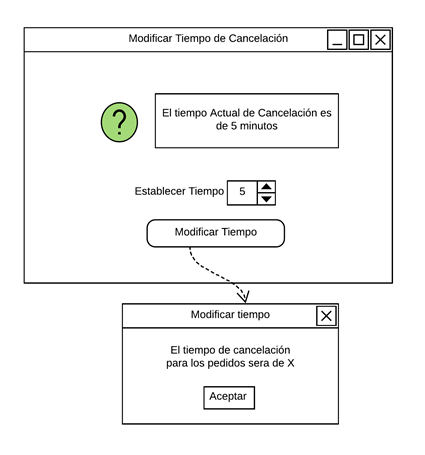 Modificar Tiempo de Cancelación
?
El tiempo Actual de Cancelación es
de 5 minutos
Establecer Tiempo 5
Modificar Tiempo
Modificar tiempo
El tiempo de cancelación
para los pedidos sera de X
Aceptar